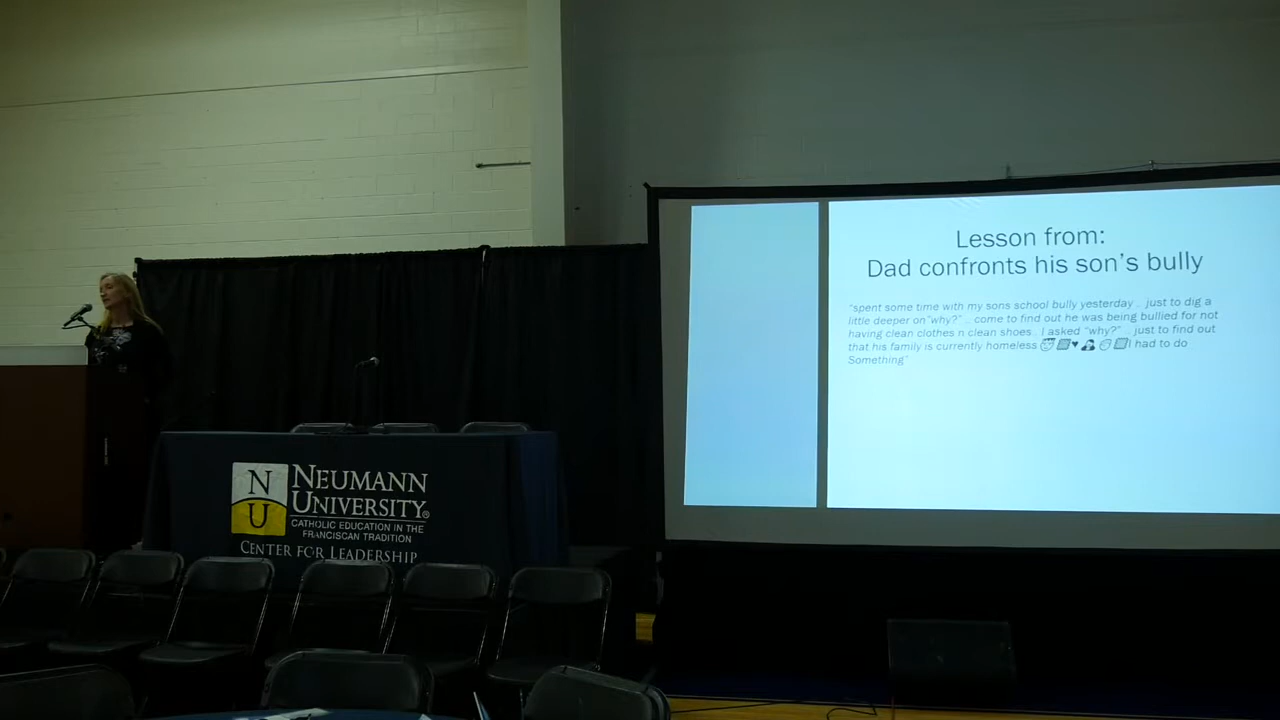 Lesson from:
Dad confronts his son's bully
"spent some time with my sons school bully yesterday .. just to dig a
little deeper on"why?" .. come to find out he was being bullied for not
having clean clothes n clean shoes . I asked "why?" .. just to find out
that his family is currently homeless 😇🏽♥️🤷🏽I had to do
Something"
N
U
NEUMANN
UNIVERSITY®
CATHOLIC EDUCATION IN THE
FRANCISCAN TRADITION
CENTER FOR LEADERSHIP